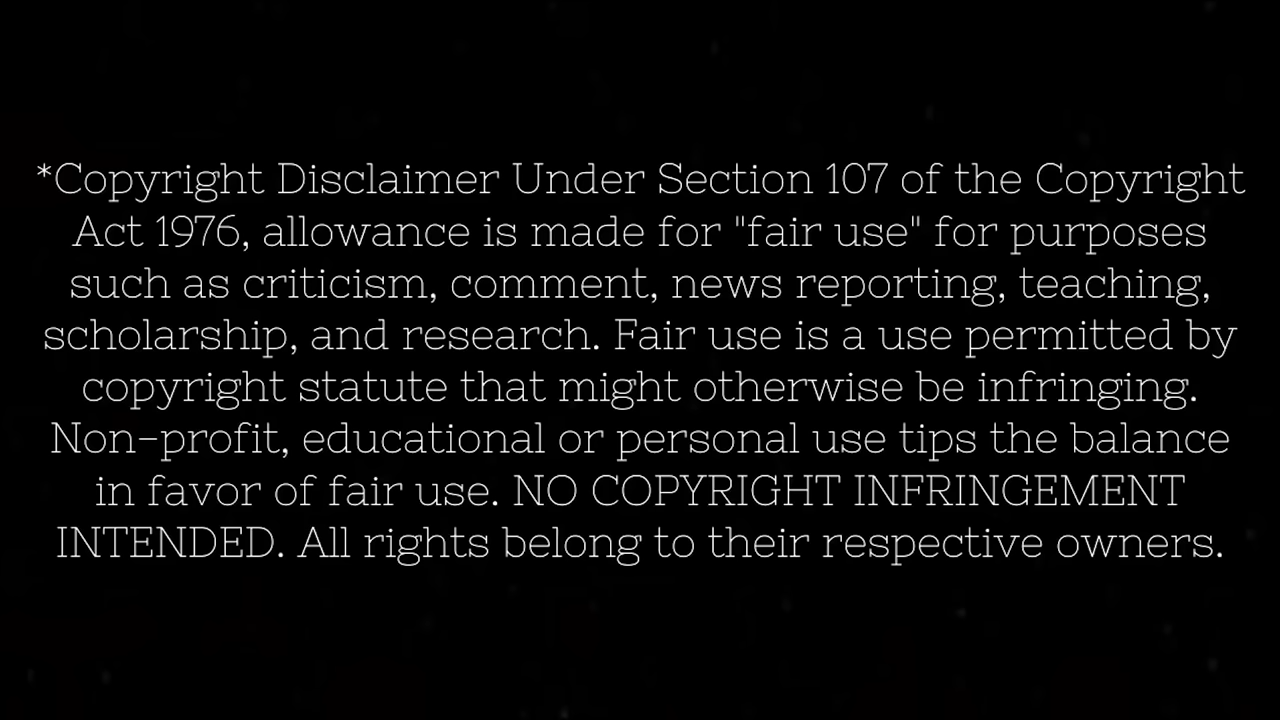 *Copyright Disclaimer Under Section 107 of the Copyright
Act 1976, allowance is made for "fair use" for purposes
such as criticism, comment, news reporting, teaching,
scholarship, and research. Fair use is a use permitted by
copyright statute that might otherwise be infringing.
Non-profit, educational or personal use tips the balance
in favor of fair use. NO COPYRIGHT INFRINGEMENT
INTENDED. All rights belong to their respective owners.